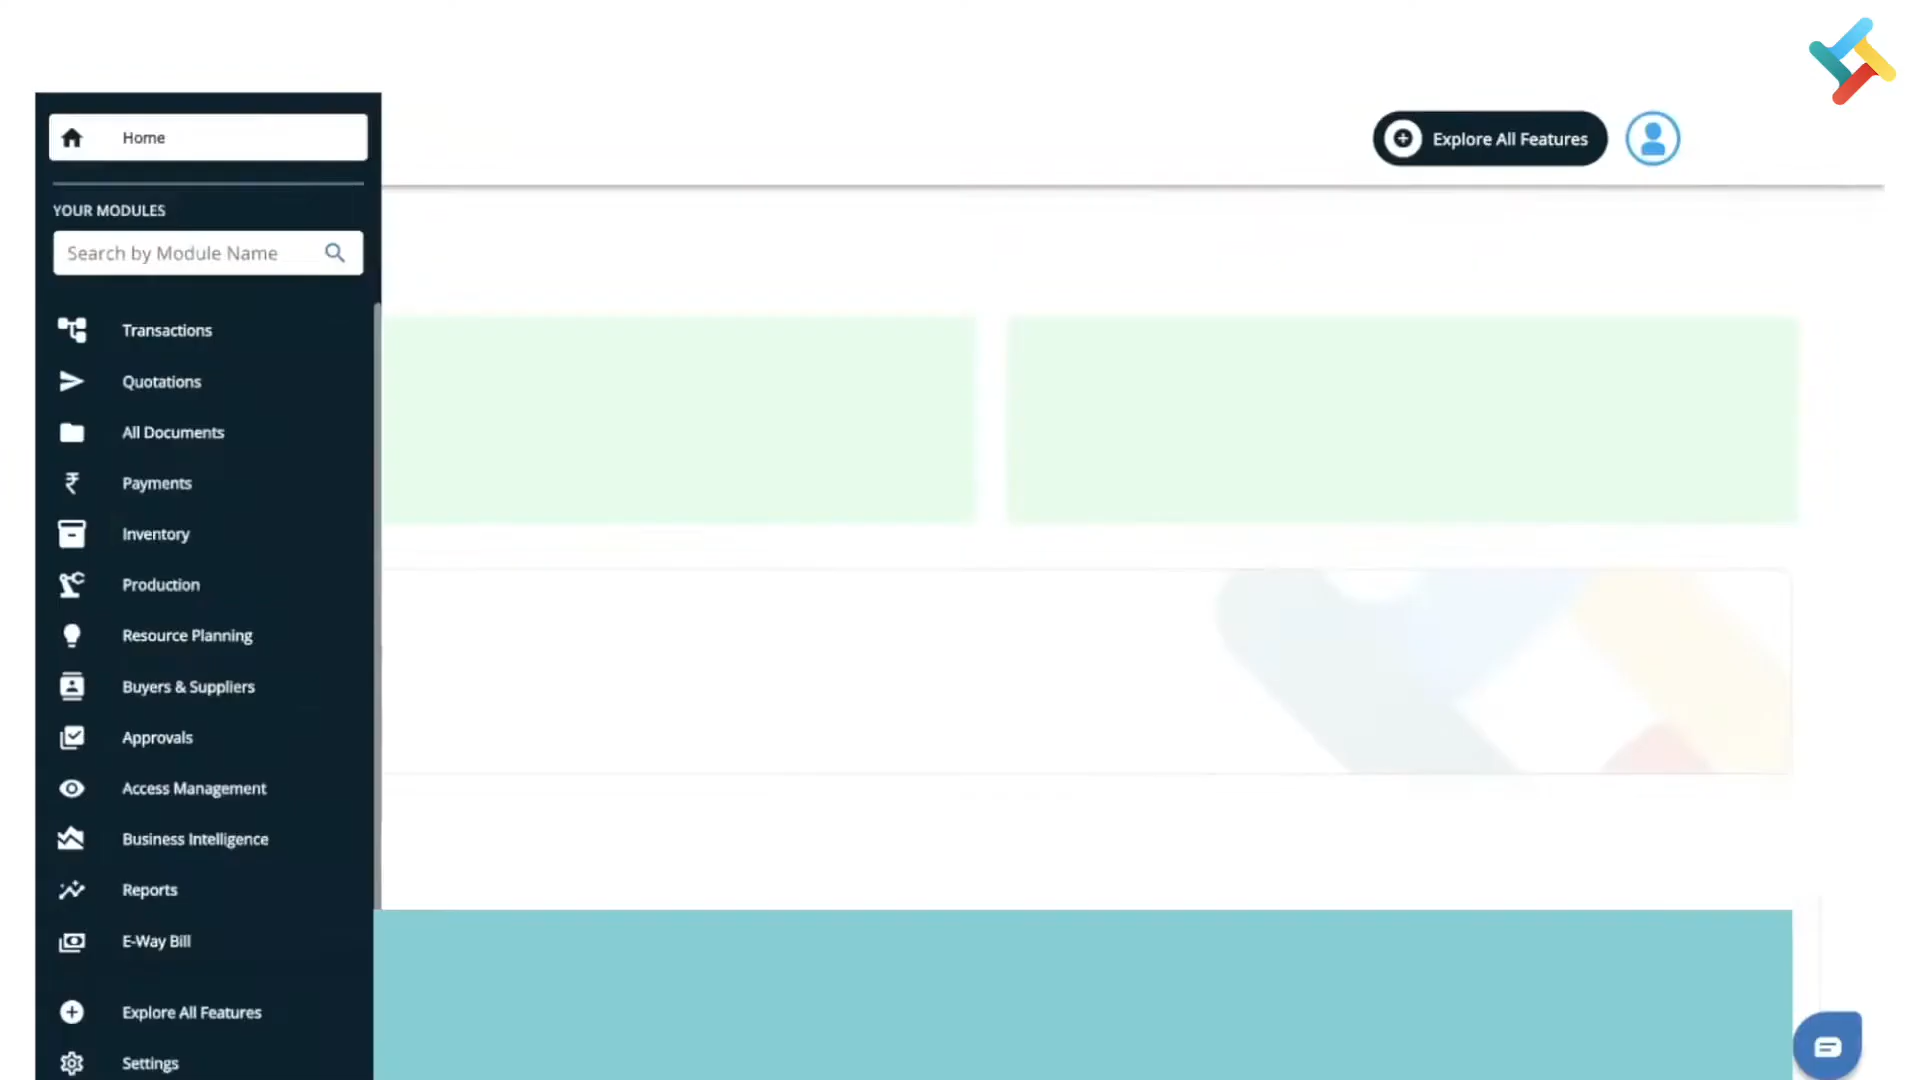 Home
Explore All Features
YOUR MODULES
Search by Module Name
Transactions
Quotations
All Documents
Payments
Inventory
Production
Resource Planning
Buyers & Suppliers
Approvals
Access Management
Business Intelligence
Reports
E-Way Bill
Explore All Features
Settings